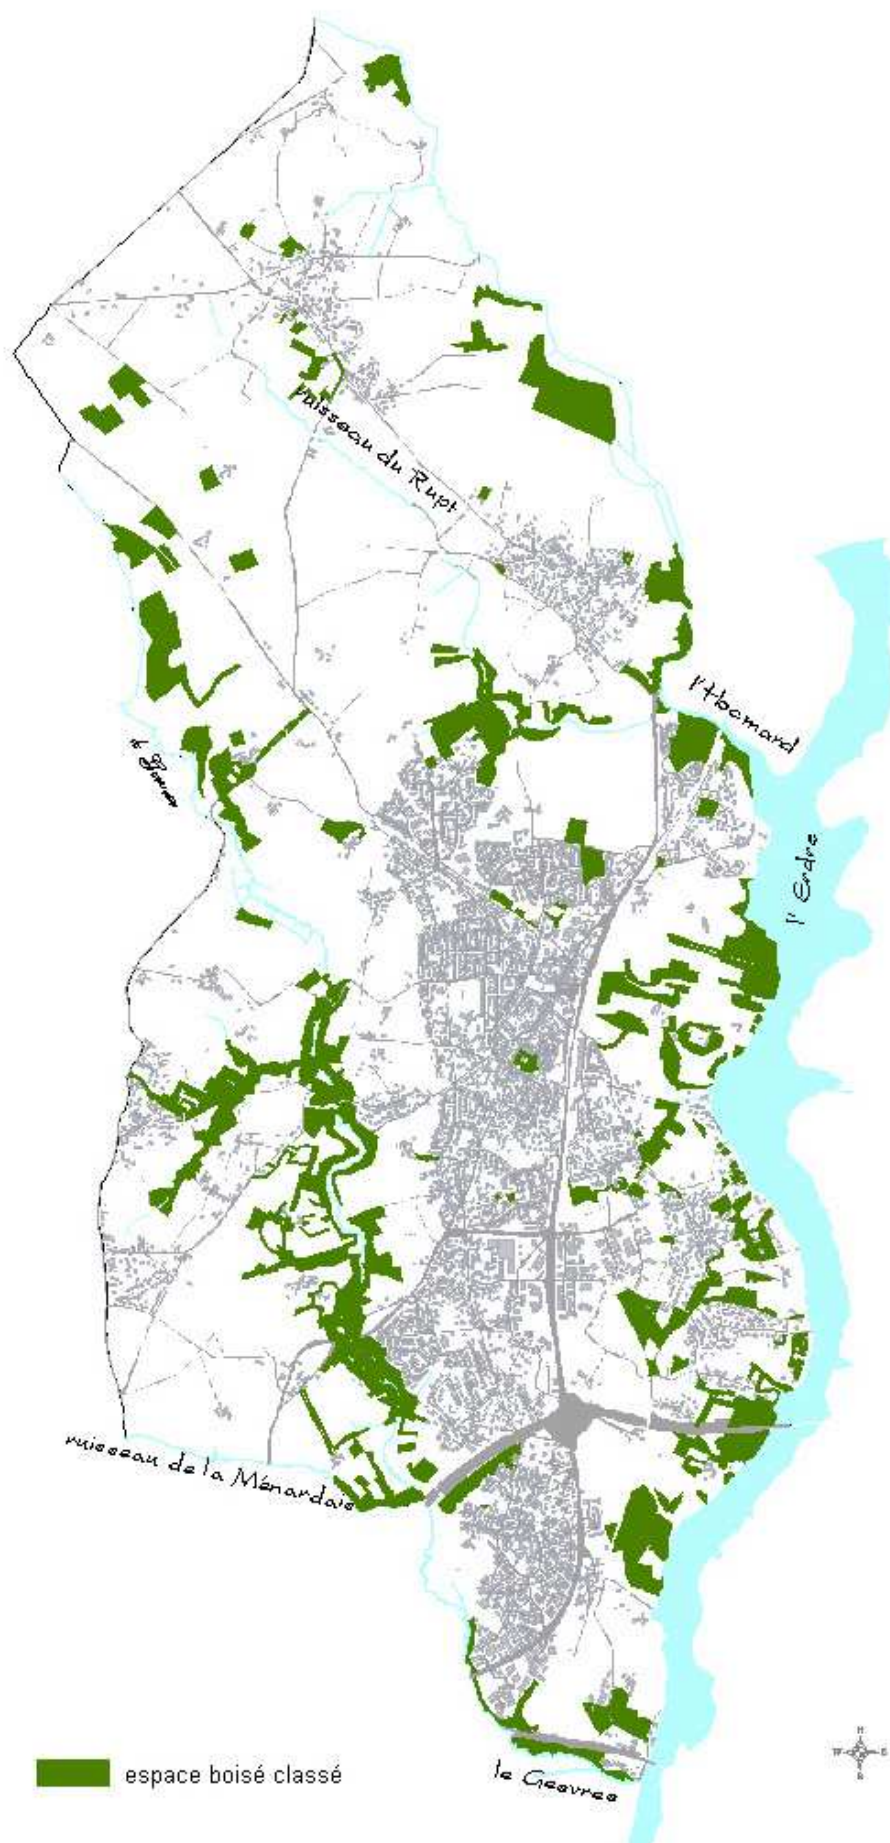 ruisseau du Rupt
l'Hocmard
l'Erdre
ruisseau de la Ménardais
espace boisé classé
le Gesvres
N
W E
S